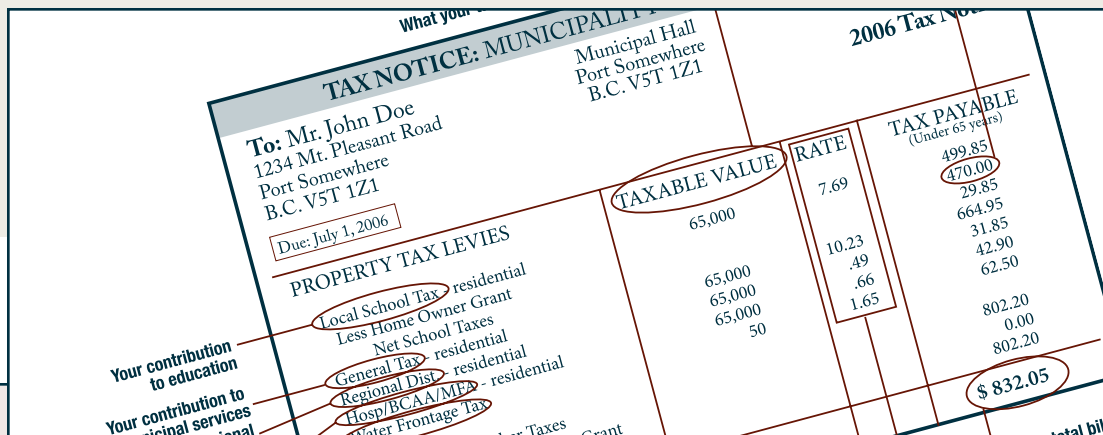 What your
TAX NOTICE: MUNICIPALITY
2006 Tax
To: Mr. John Doe
1234 Mt. Pleasant Road
Port Somewhere
B.C. V5T 1Z1
Municipal Hall
Port Somewhere
B.C. V5T 1Z1
Due: July 1, 2006
PROPERTY TAX LEVIES
TAXABLE VALUE
RATE
TAX PAYABLE
(Under 65 years)
Local School Tax - residential 65,000 7.69 499.85
Less Home Owner Grant 470.00
Net School Taxes 29.85
General Tax - residential 65,000 10.23 664.95
Regional Dist. - residential 65,000 .49 31.85
Hosp/BCAA/MFA - residential 65,000 .66 42.90
Water Frontage Tax 50 1.65 62.50
Taxes 802.20
Grant 0.00
802.20
$ 832.05
Your contribution
to education
Your contribution to
services